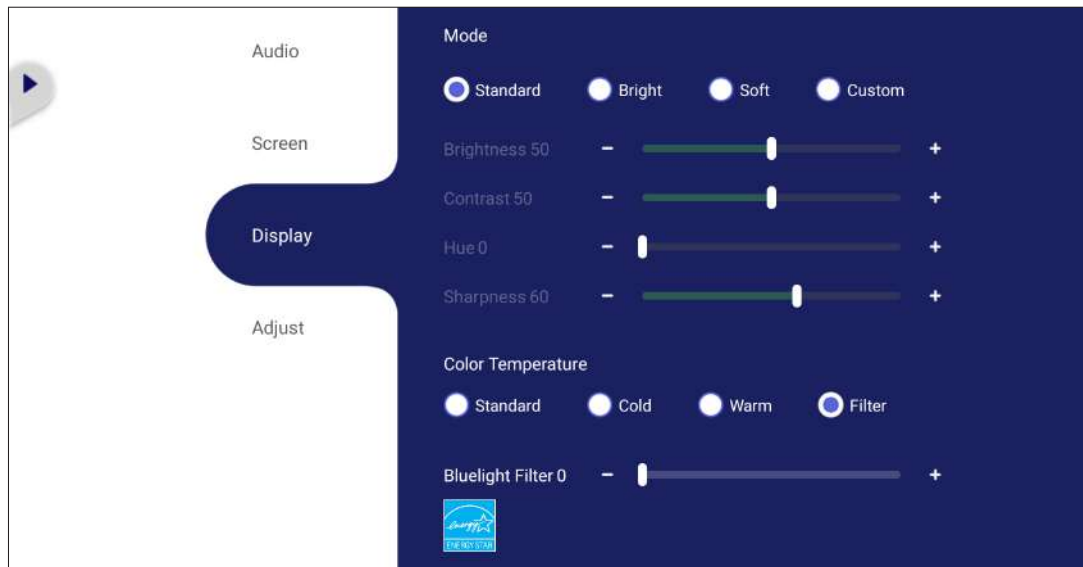 Audio
Screen
Display
Adjust
Mode
Standard Bright Soft Custom
Brightness 50 - +
Contrast 50 - +
Hue 0 - +
Sharpness 60 - +
Color Temperature
Standard Cold Warm Filter
Bluelight Filter 0 - +
energy
ENERGY STAR